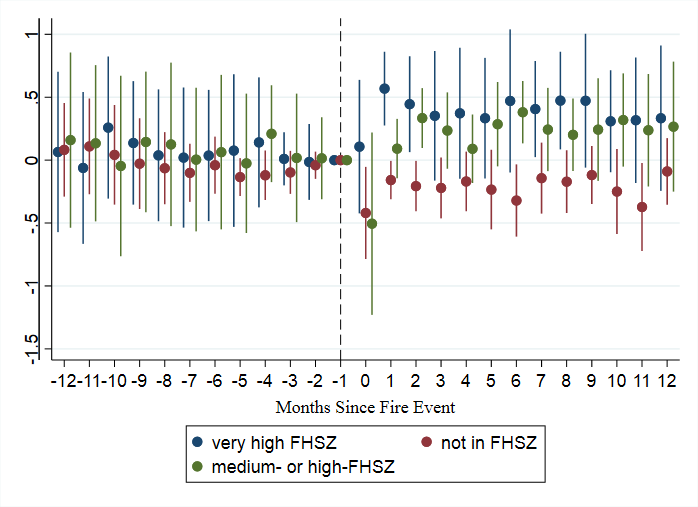 1
.5
0
-.5
-1
-1.5
-12 -11 -10 -9 -8 -7 -6 -5 -4 -3 -2 -1 0 1 2 3 4 5 6 7 8 9 10 11 12
Months Since Fire Event
very high FHSZ not in FHSZ
medium- or high-FHSZ